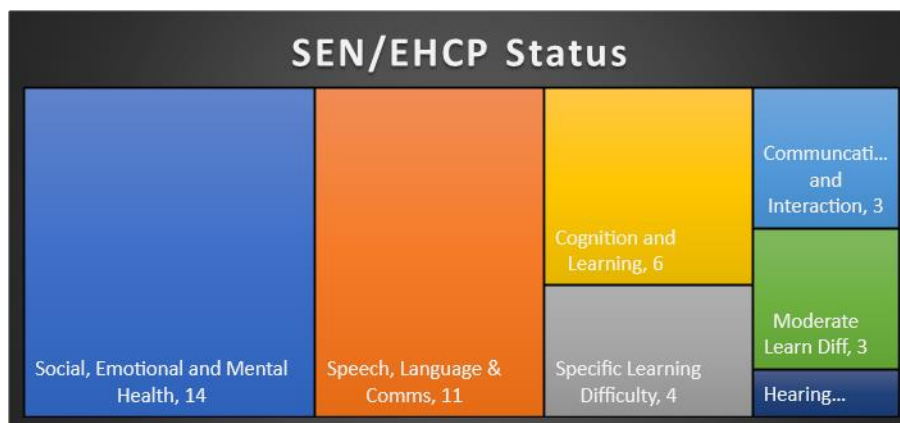 SEN/EHCP Status
Social, Emotional and Mental
Health, 14
Speech, Language &
Comms, 11
Cognition and
Learning, 6
Specific Learning
Difficulty, 4
Communcati...
and
Interaction, 3
Moderate
Learn Diff, 3
Hearing...